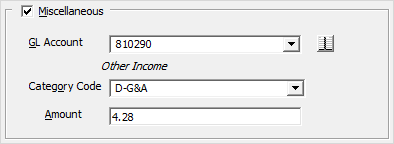 Miscellaneous
GL Account 810290
Other Income
Category Code D-G&A
Amount 4.28